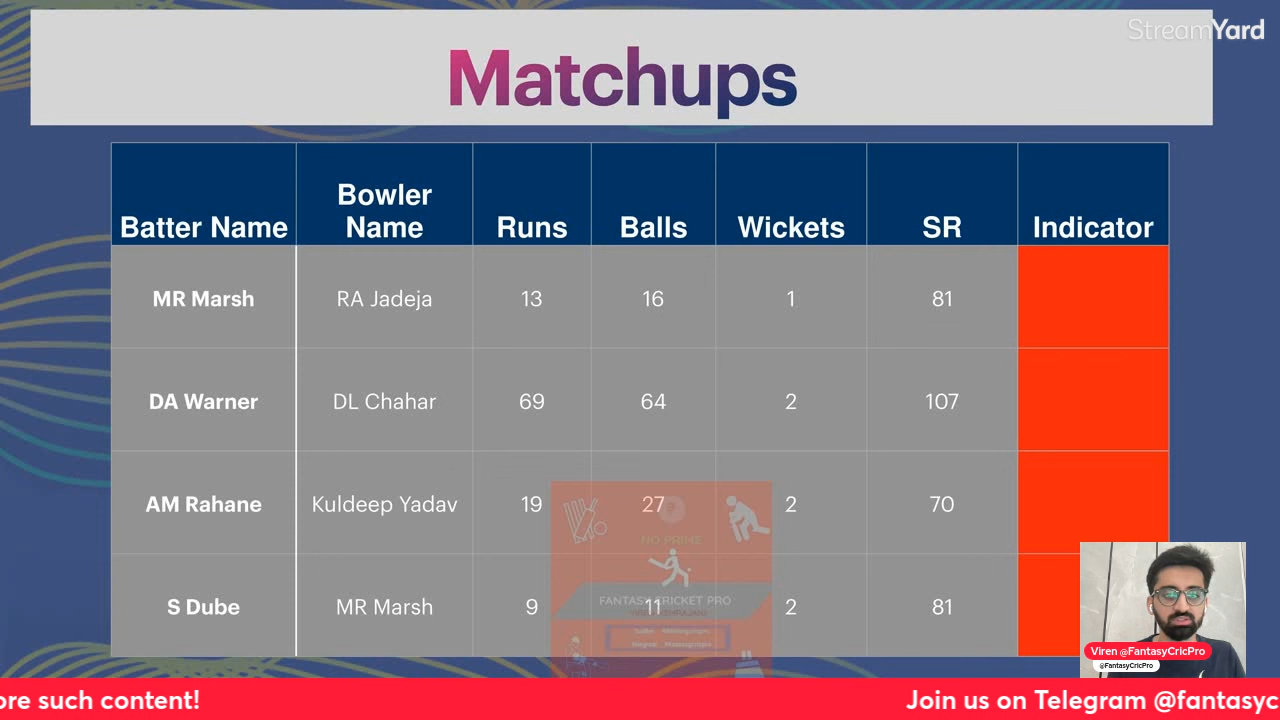 StreamYard
Matchups
Batter Name Bowler Name Runs Balls Wickets SR Indicator
MR Marsh RA Jadeja 13 16 1 81
DA Warner DL Chahar 69 64 2 107
AM Rahane Kuldeep Yadav 19 27 2 70
NO PRIME
S Dube MR Marsh 9 11 2 81
FANTASY CRICKET PRO
Viren @FantasyCricPro
@FantasyCricPro
ore such content! Join us on Telegram @fantasyc